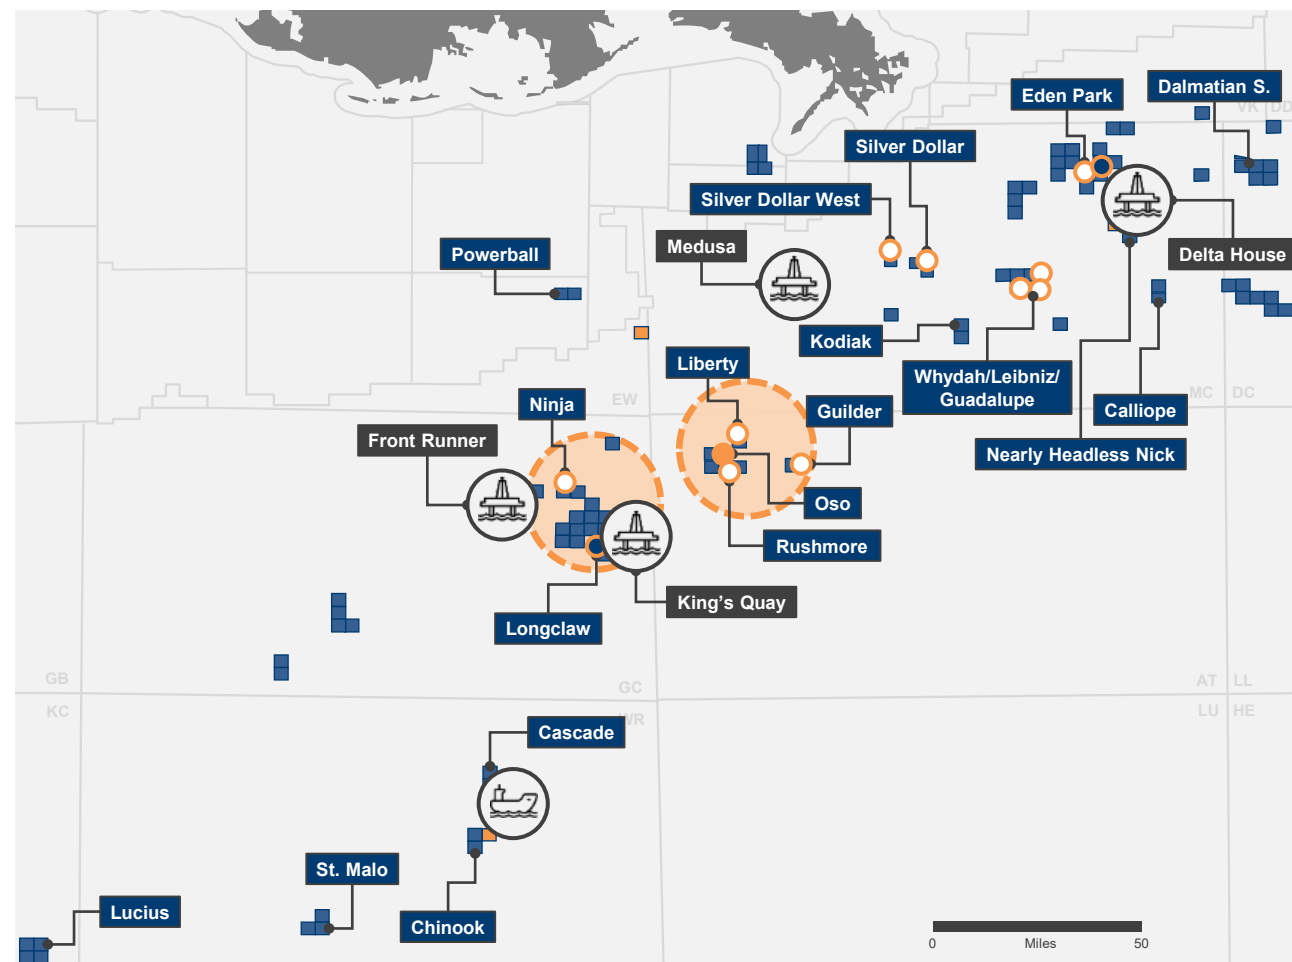 Eden Park
Dalmatian S.
VK
DD
Silver Dollar
Silver Dollar West
Medusa
Powerball
Delta House
Kodiak
Liberty
Whydah/Leibniz/
Guadalupe
Calliope
MC
DC
Ninja
EW
Guilder
Front Runner
Nearly Headless Nick
Oso
Rushmore
King’s Quay
Longclaw
GB
GC
AT
LL
KC
WR
LU
HE
Cascade
St. Malo
Lucius
Chinook
0
Miles
50